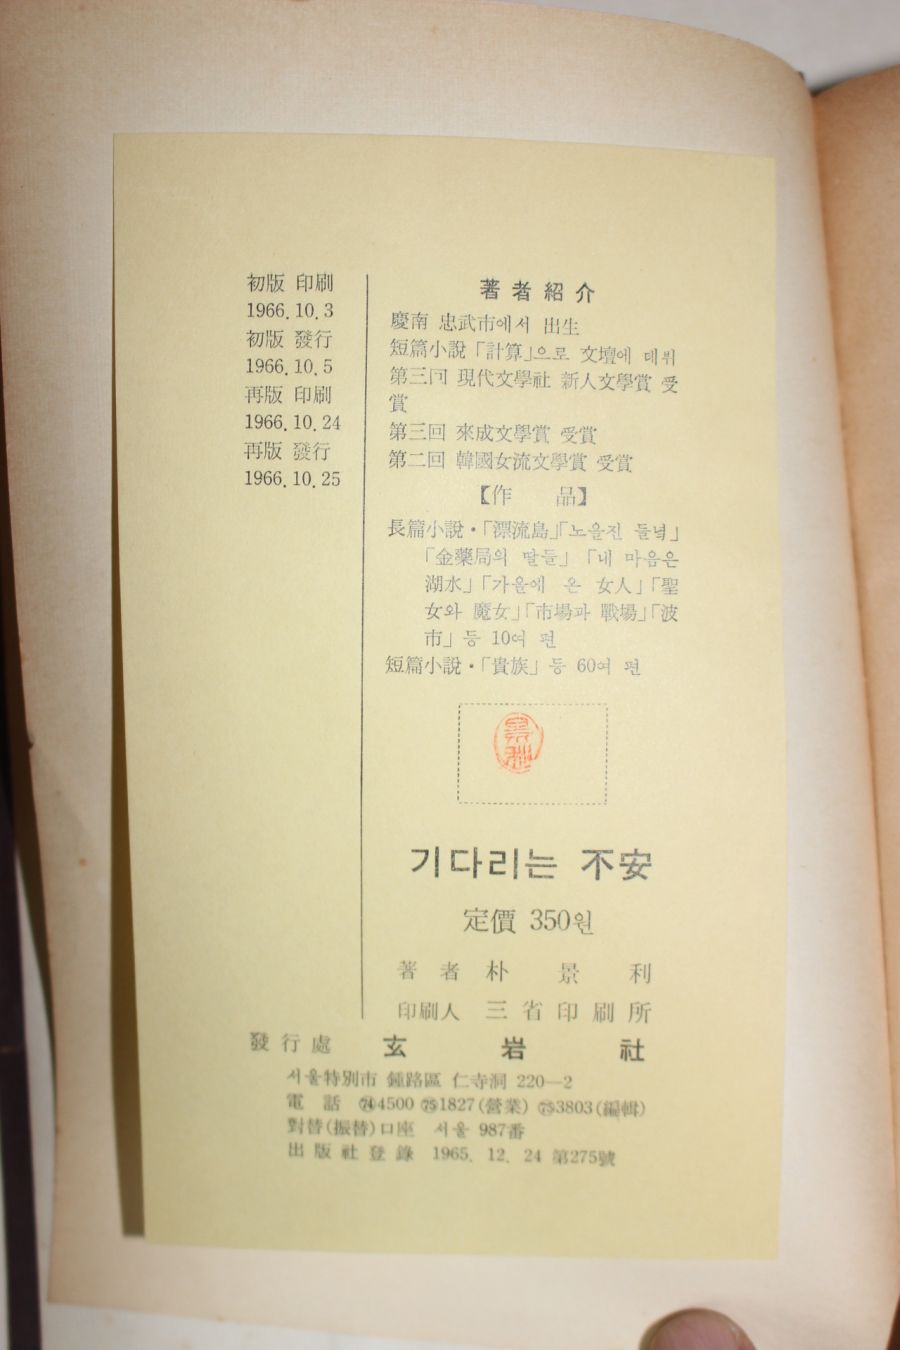 初版 印刷
1966. 10. 3
初版 發行
1966. 10. 5
再版 印刷
1966. 10. 24
再版 發行
1966. 10. 25
著者紹介
慶南 忠武市에서 出生
短篇小說「計算」으로 文壇에 데뷔
第三回 現代文學社 新人文學賞 受
賞
第三回 來成文學賞 受賞
第二回 韓國女流文學賞 受賞
【作 品】
長篇小說・「漂流島」「노을진 들녘」
「金藥局의 딸들」 「내 마음은
湖水」「가을에 온 女人」「聖
女와 魔女」「市場과 戰場」「波
市」등 10여 편
短篇小說・「貴族」등 60여 편
景利
기다리는 不安
定價 350원
著者 朴景利
印刷人 三省印刷所
發行處 玄岩社
서울特別市 鍾路區 仁寺洞 220—2
電話 ㉔4500 ㉕1827(營業) ㉕3803(編輯)
對替(振替)口座 서울 987番
出版社登錄 1965. 12. 24 第275號